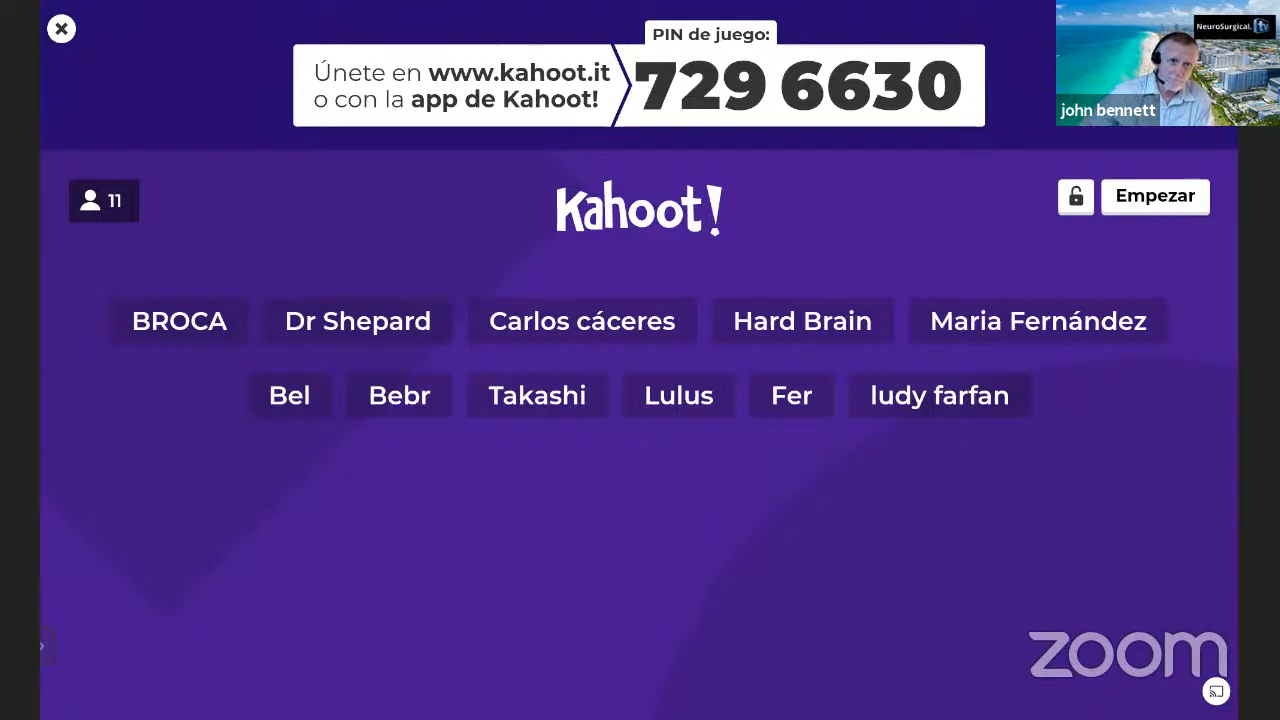 PIN de juego:
Únete en www.kahoot.it
o con la app de Kahoot!
729 6630
NeuroSurgical.tv
john bennett
11
Kahoot!
Empezar
BROCA Dr Shepard Carlos cáceres Hard Brain Maria Fernández
Bel Bebr Takashi Lulus Fer ludy farfan
zoom